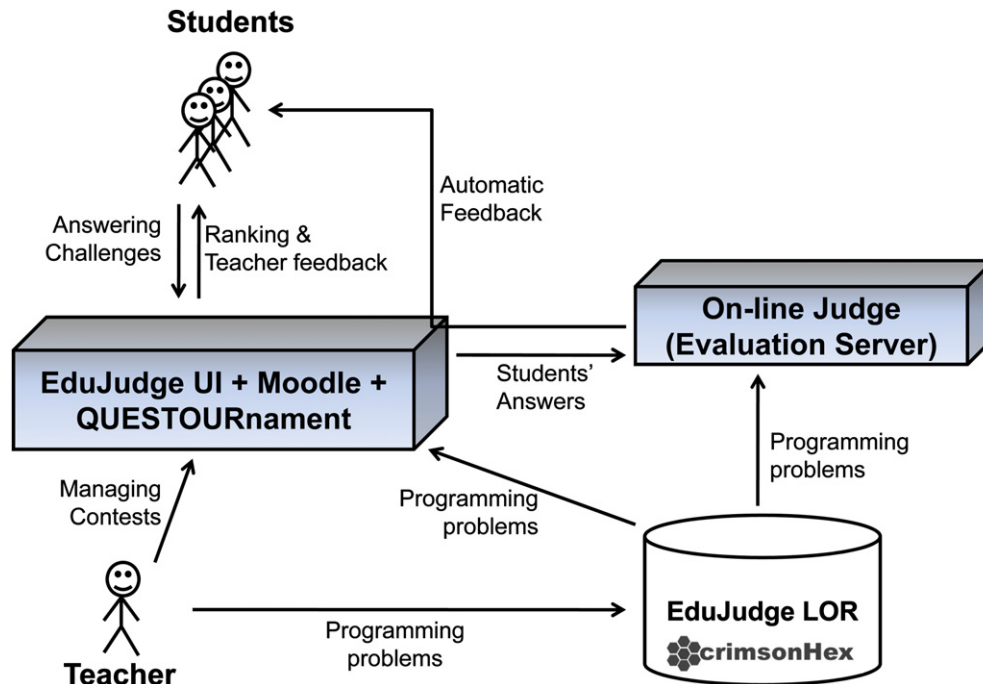 Students
Automatic
Feedback
Answering
Challenges
Ranking &
Teacher feedback
On-line Judge
(Evaluation Server)
EduJudge UI + Moodle +
QUESTOURnament
Students'
Answers
Managing
Contests
Programming
problems
Programming
problems
EduJudge LOR
crimsonHex
Programming
problems
Teacher